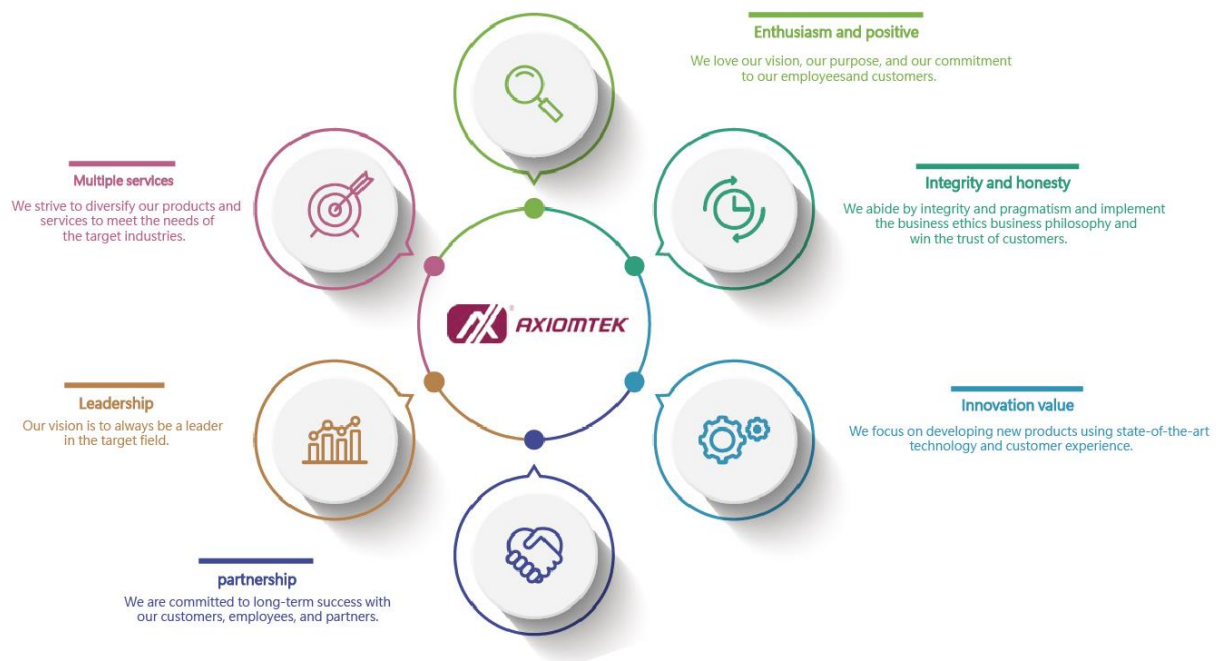 Enthusiasm and positive
We love our vision, our purpose, and our commitment
to our employeesand customers.
Multiple services
We strive to diversify our products and
services to meet the needs of
the target industries.
Integrity and honesty
We abide by integrity and pragmatism and implement
the business ethics business philosophy and
win the trust of customers.
® AXIOMTEK
Leadership
Our vision is to always be a leader
in the target field.
Innovation value
We focus on developing new products using state-of-the-art
technology and customer experience.
partnership
We are committed to long-term success with
our customers, employees, and partners.